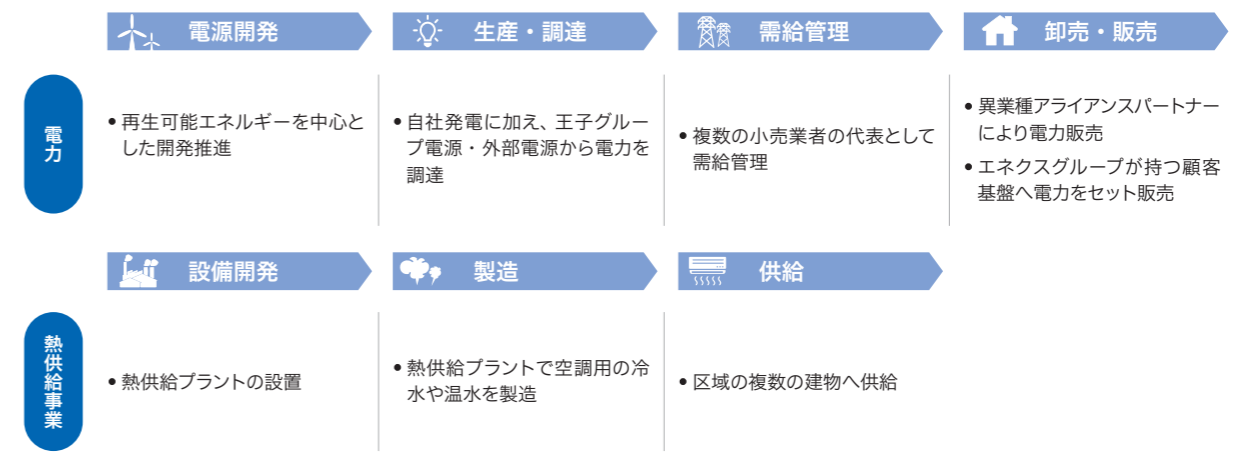 電源開発
生産・調達
需給管理
卸売・販売
電力
•再生可能エネルギーを中心と
した開発推進
•自社発電に加え、王子グルー
プ電源・外部電源から電力を
調達
•複数の小売業者の代表として
需給管理
•異業種アライアンスパートナー
により電力販売
•エネクスグループが持つ顧客
基盤へ電力をセット販売
設備開発
製造
供給
熱供給事業
•熱供給プラントの設置
•熱供給プラントで空調用の冷
水や温水を製造
•区域の複数の建物へ供給